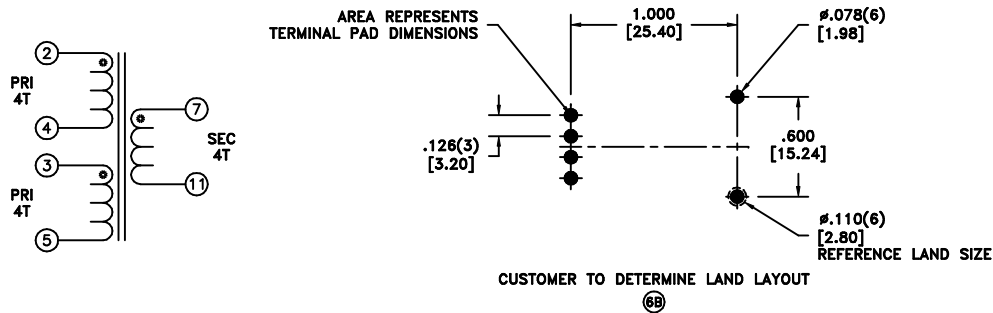 2
PRI
4T
4
3
PRI
4T
5
7
SEC
4T
11
AREA REPRESENTS
TERMINAL PAD DIMENSIONS
1.000
[25.40]
ø.078(6)
[1.98]
.126(3)
[3.20]
.600
[15.24]
ø.110(6)
[2.80]
REFERENCE LAND SIZE
CUSTOMER TO DETERMINE LAND LAYOUT
6B